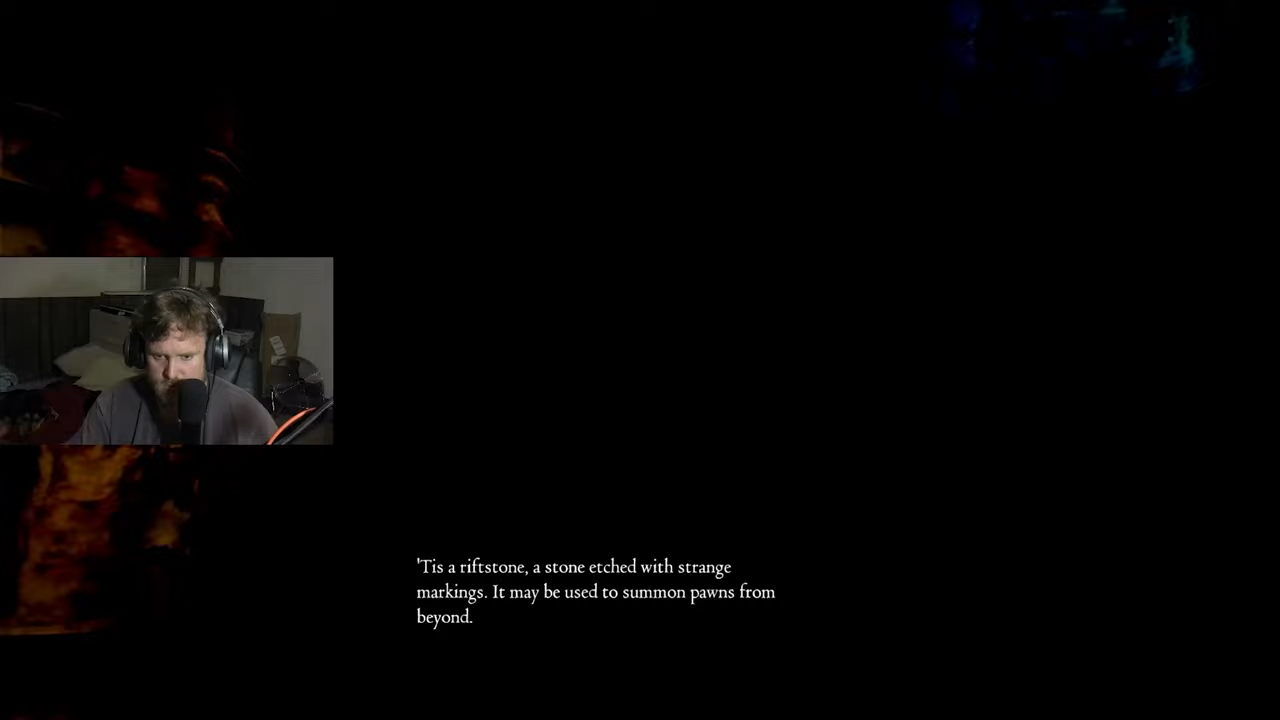 'Tis a riftstone, a stone etched with strange
markings. It may be used to summon pawns from
beyond.